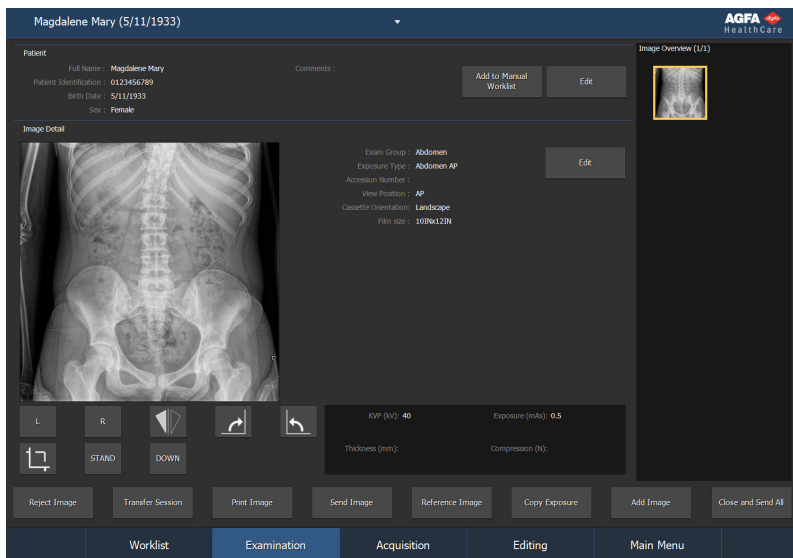 Magdalene Mary (5/11/1933)
AGFA
HealthCare
Patient
Full Name : Magdalene Mary
Comments :
Patient Identification : 0123456789
Birth Date : 5/11/1933
Sex : Female
Add to Manual Worklist
Edit
Image Overview (1/1)
Image Detail
Exam Group : Abdomen
Exposure Type : Abdomen AP
Accession Number :
View Position : AP
Cassette Orientation: Landscape
Film size : 10INx12IN
Edit
L
R
STAND
DOWN
KVP (kV): 40
Exposure (mAs): 0.5
Thickness (mm):
Compression (N):
Reject Image
Transfer Session
Print Image
Send Image
Reference Image
Copy Exposure
Add Image
Close and Send All
Worklist
Examination
Acquisition
Editing
Main Menu